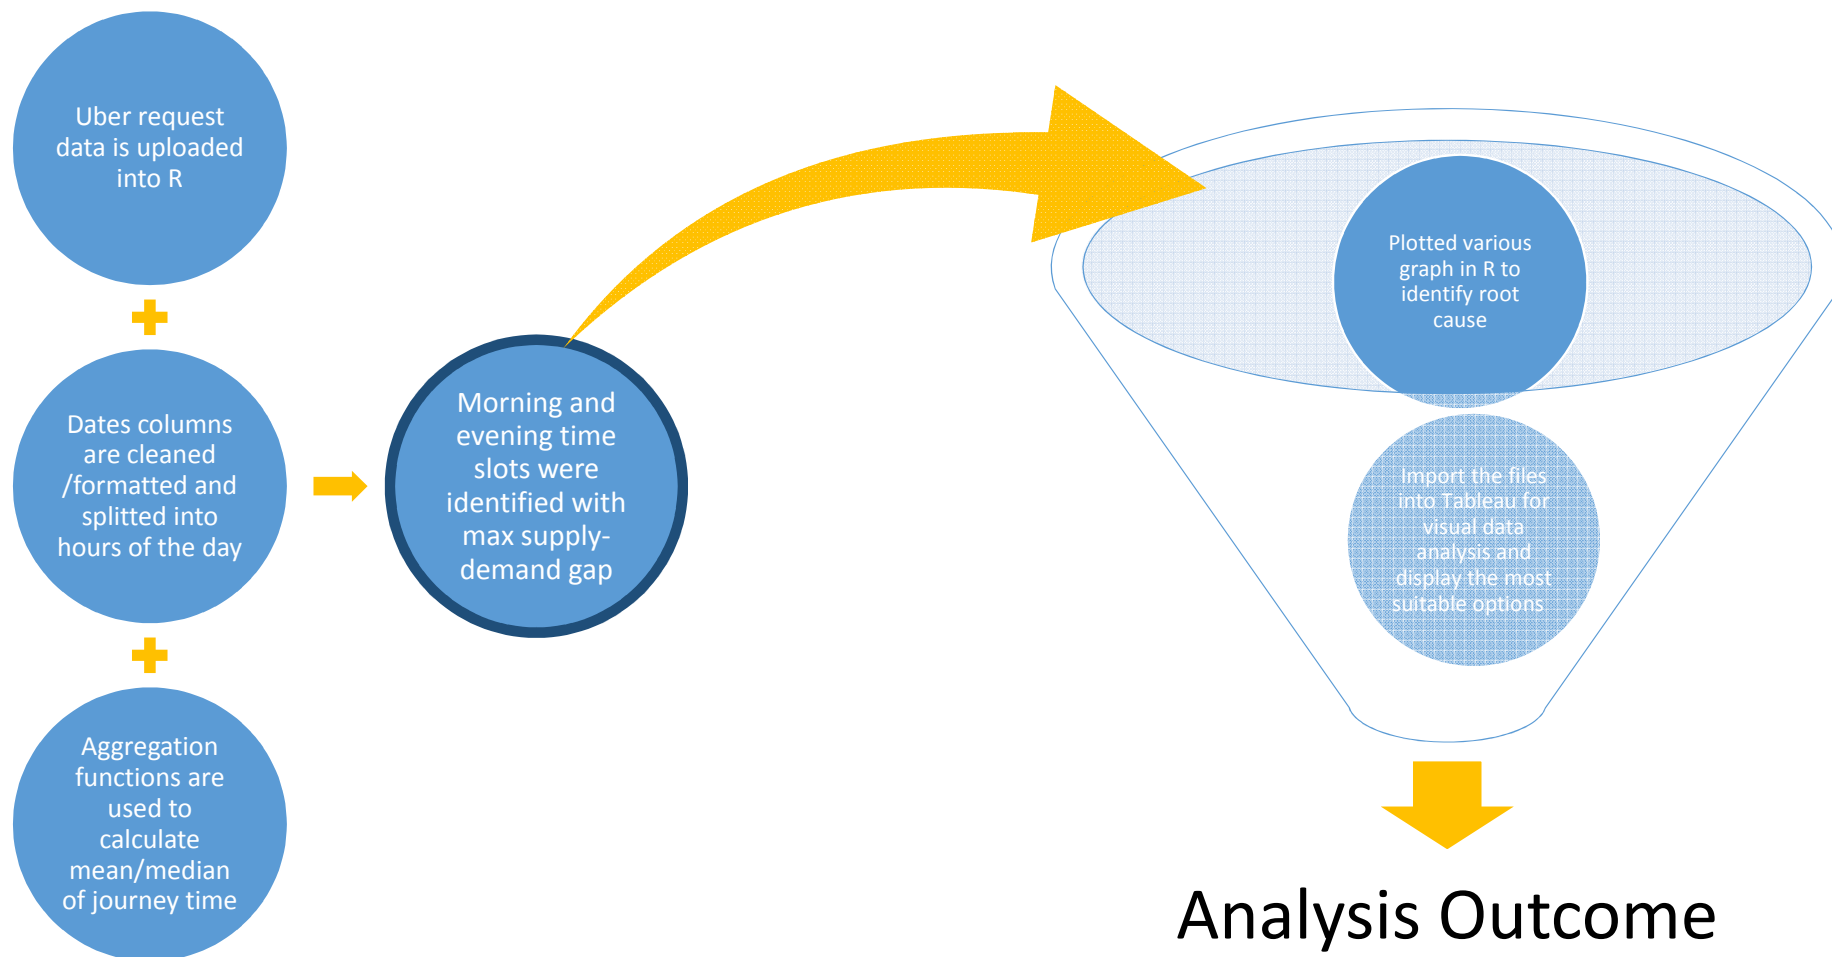 Uber request
data is uploaded
into R
Dates columns
are cleaned
/formatted and
splitted into
hours of the day
Aggregation
functions are
used to
calculate
mean/median
of journey time
Morning and
evening time
slots were
identified with
max supply-
demand gap
Plotted various
graph in R to
identify root
cause
Import the files
into Tableau for
visual data
analysis and
display the most
suitable options
Analysis Outcome